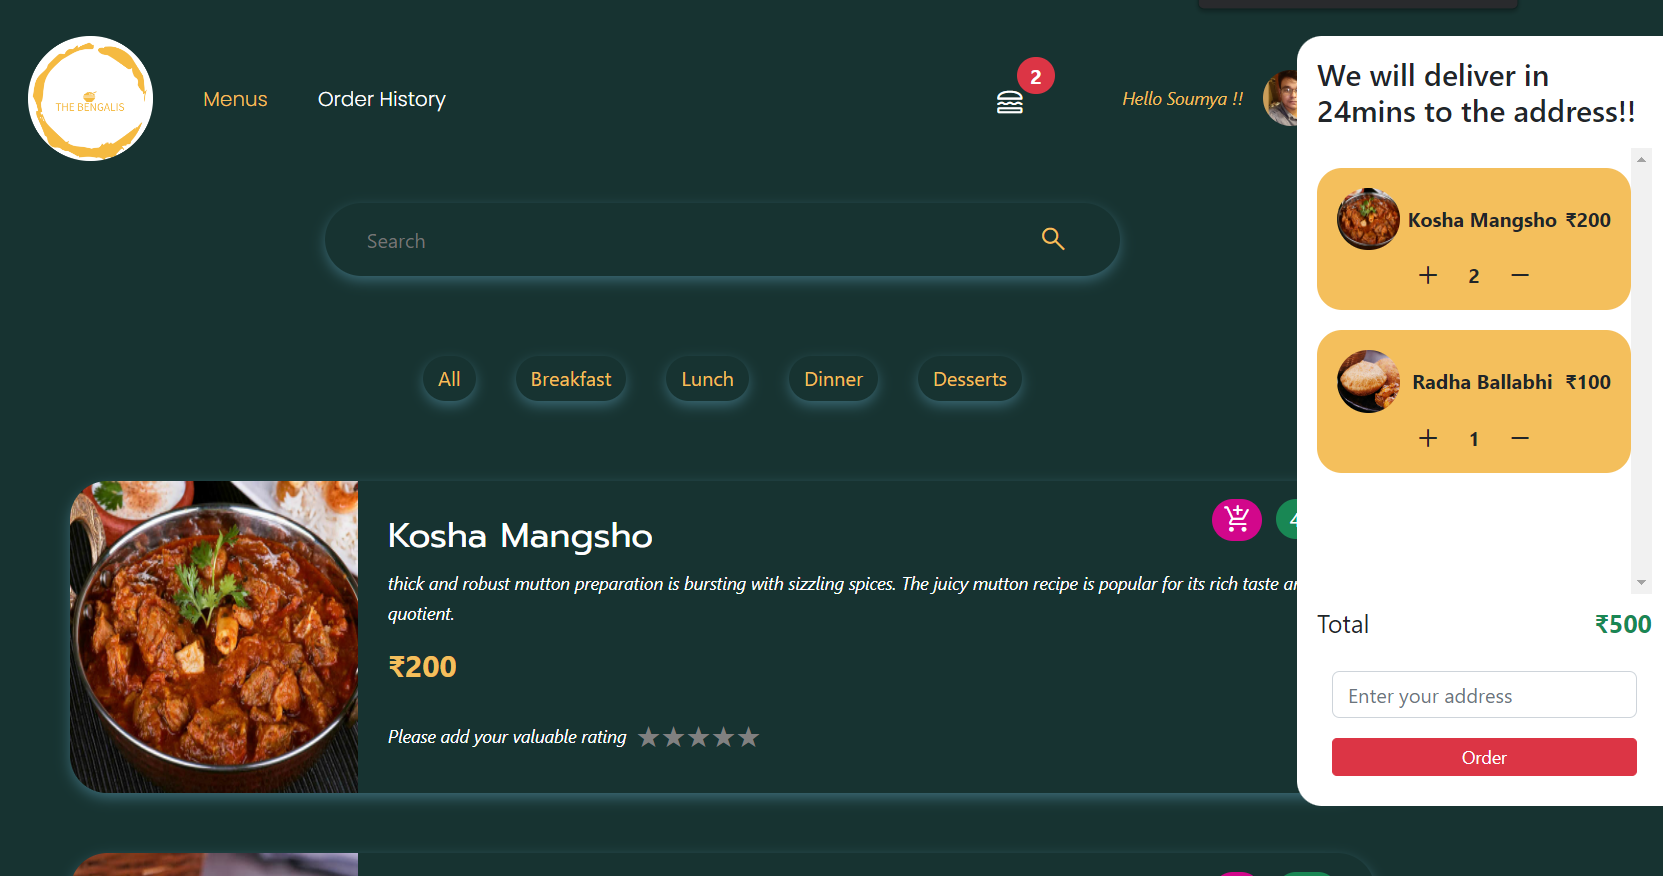 THE BENGALIS
Menus
Order History
2
Hello Soumya !!
Search
All
Breakfast
Lunch
Dinner
Desserts
Kosha Mangsho
thick and robust mutton preparation is bursting with sizzling spices. The juicy mutton recipe is popular for its rich taste
quotient.
₹200
Please add your valuable rating
4
We will deliver in
24mins to the address!!
Kosha Mangsho ₹200
+ 2 −
Radha Ballabhi ₹100
+ 1 −
Total ₹500
Enter your address
Order